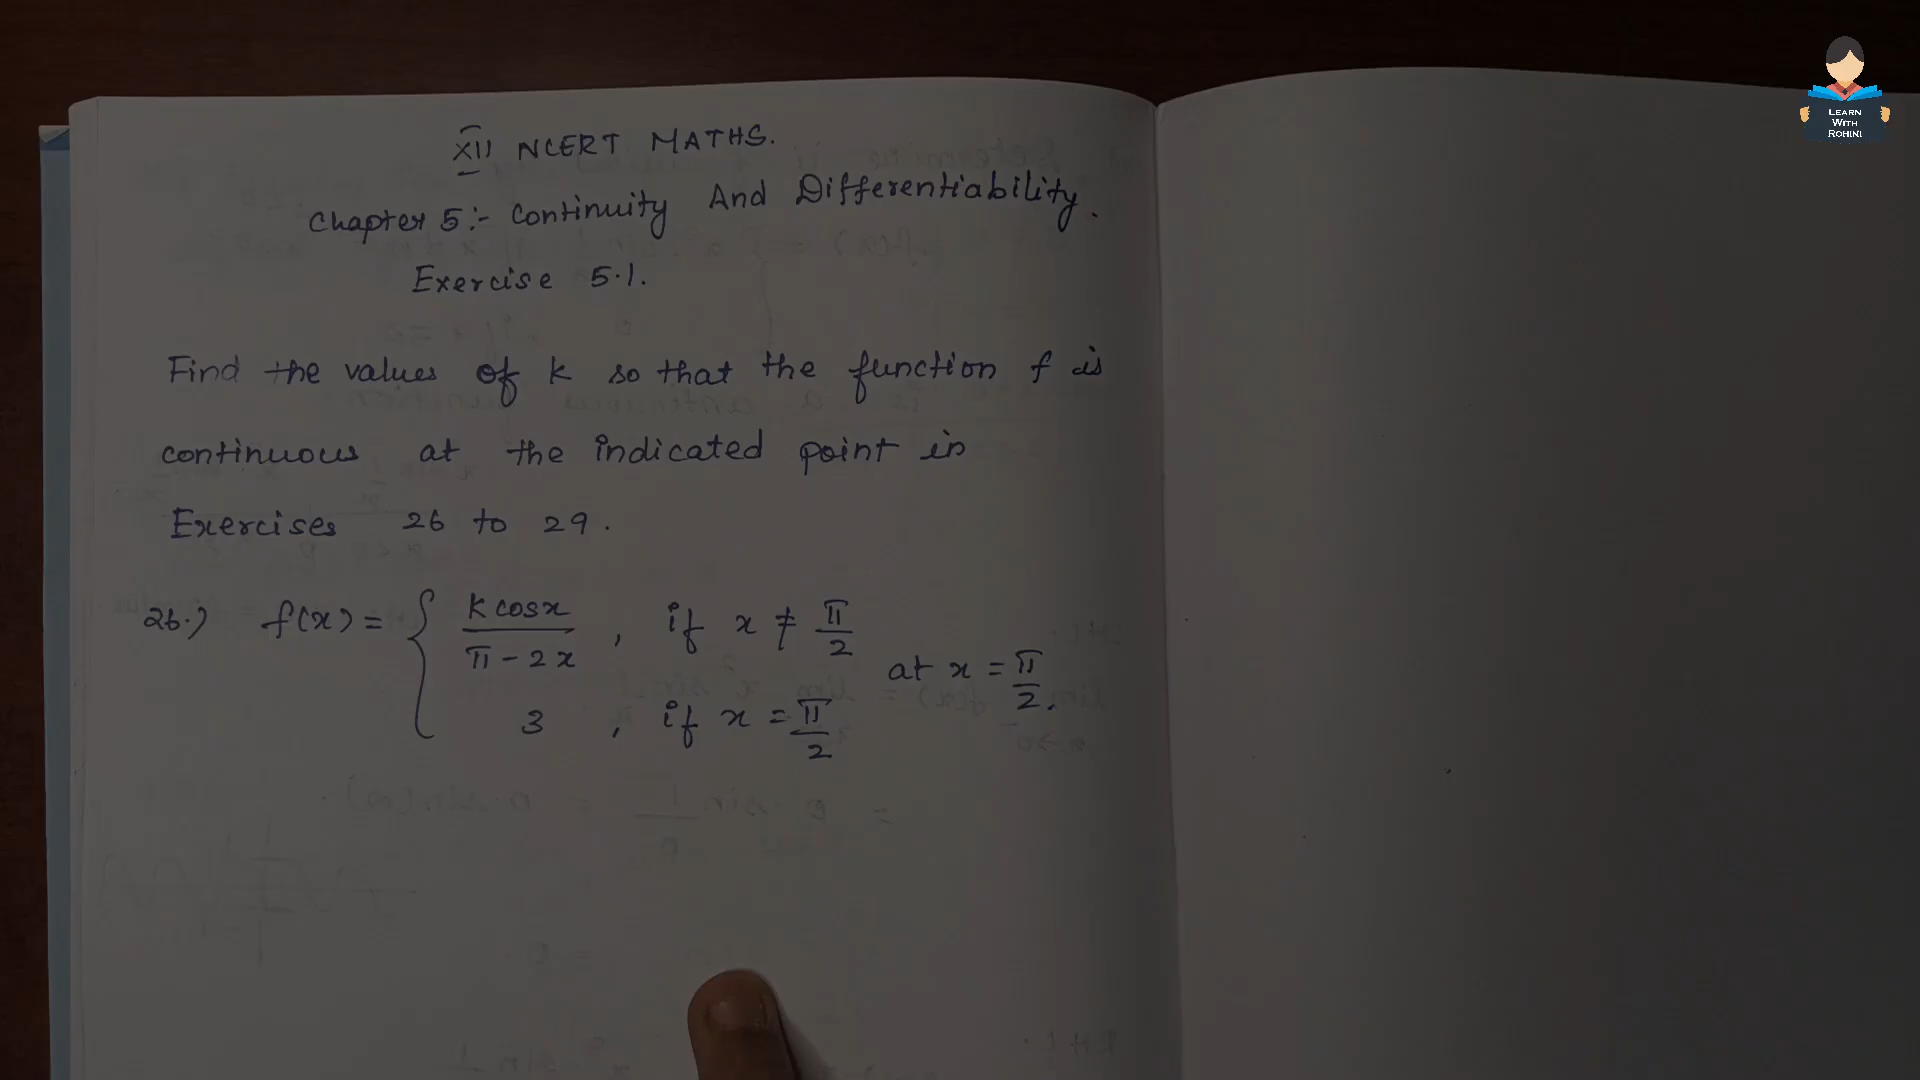 XII NCERT MATHS.
Chapter 5:- Continuity And Differentiability.
Exercise 5.1.
Find the values of k so that the function f is
continuous at the indicated point in
Exercises 26 to 29.
26.) f(x) = { k cosx / π - 2x , if x ≠ π/2
3 , if x = π/2 at x = π/2.
LEARN
WITH
ROHINI